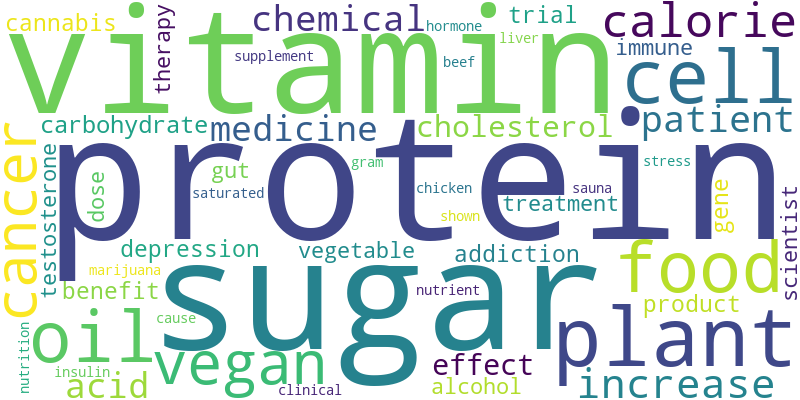 cannabis
vitamin
therapy
chemical
hormone
trial
calorie
supplement
liver
beef
immune
cell
carbohydrate
medicine
cholesterol
patient
cancer
testosterone
protein
dose
gut
gram
saturated
chicken
sauna
stress
shown
treatment
gene
scientist
depression
vegetable
addiction
food
marijuana
sugar
benefit
nutrient
product
cause
oil
plant
nutrition
vegan
effect
insulin
acid
clinical
alcohol
increase